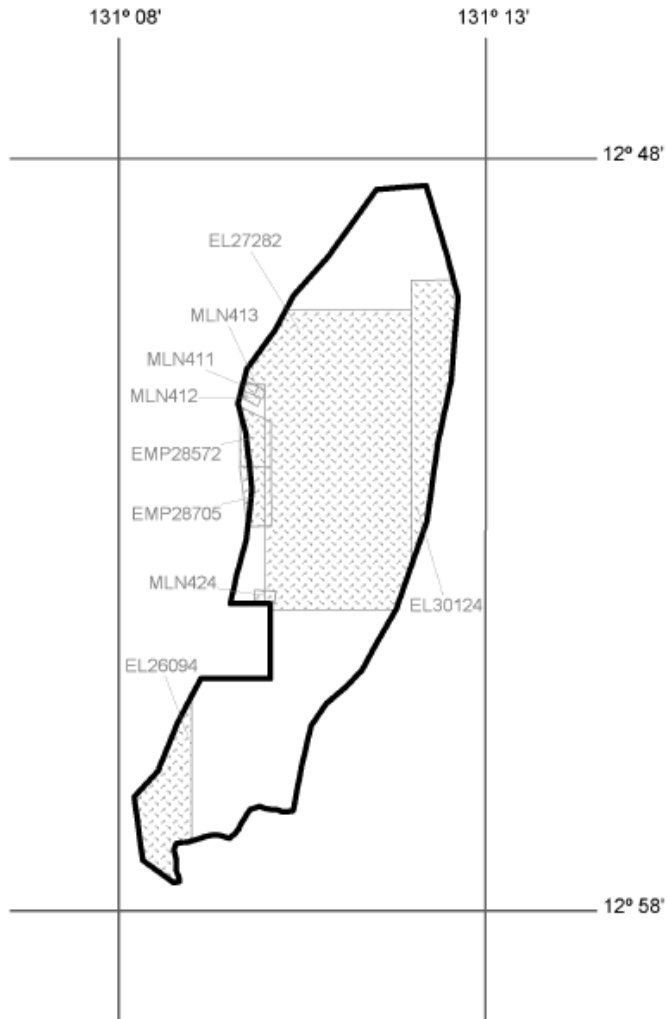 131º 08'
131º 13'
12º 48'
EL27282
MLN413
MLN411
MLN412
EMP28572
EMP28705
MLN424
EL30124
EL26094
12º 58'